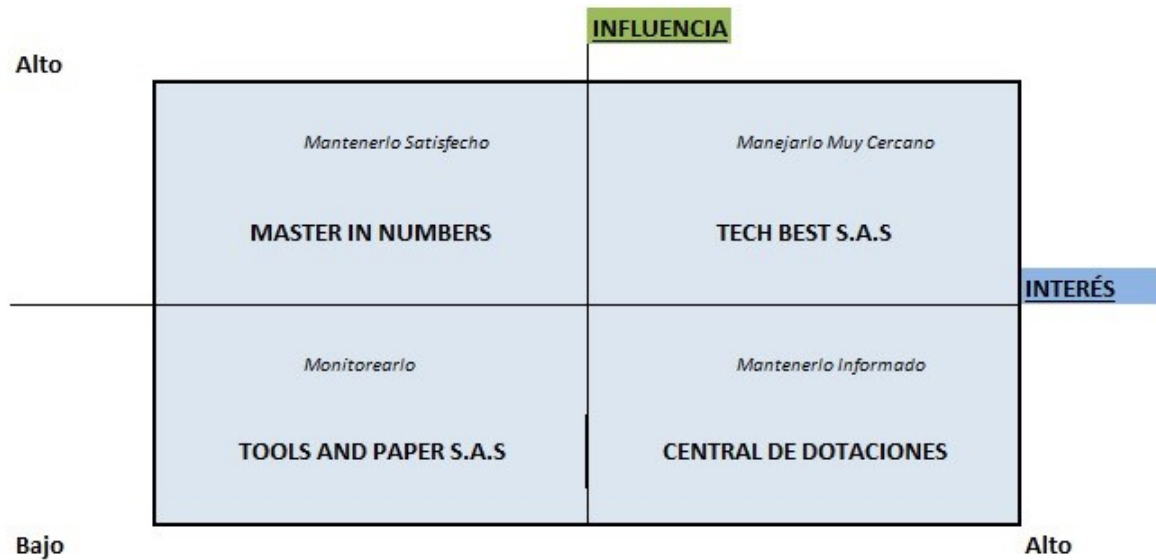 INFLUENCIA
Alto
Mantenerlo Satisfecho
Manejarlo Muy Cercano
MASTER IN NUMBERS
TECH BEST S.A.S
INTERÉS
Monitorearlo
Mantenerlo Informado
TOOLS AND PAPER S.A.S
CENTRAL DE DOTACIONES
Bajo
Alto